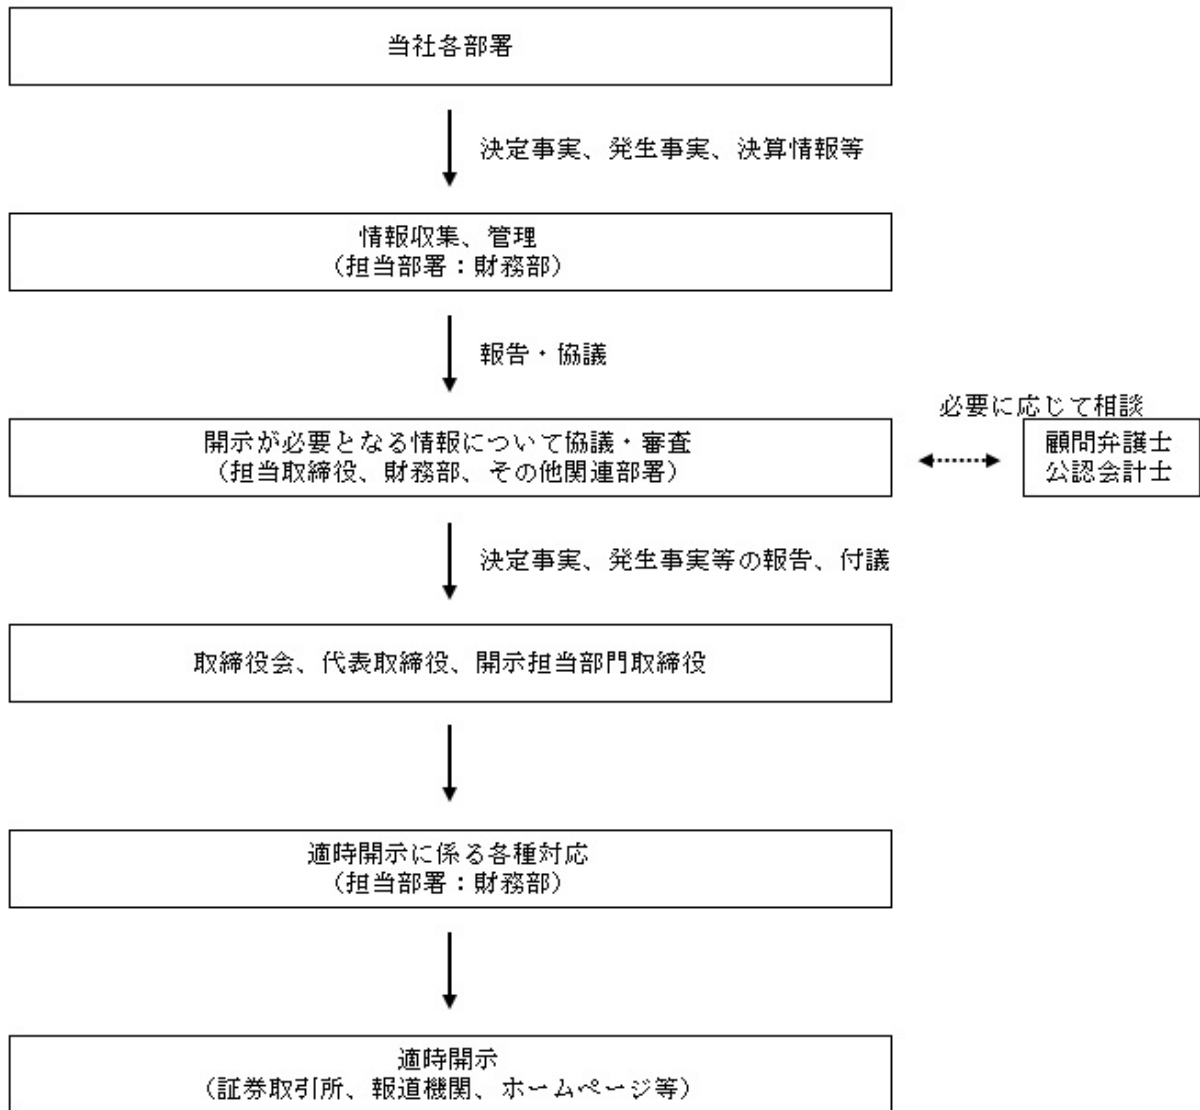 当社各部署
決定事実、発生事実、決算情報等
情報収集、管理
（担当部署：財務部）
報告・協議
必要に応じて相談
開示が必要となる情報について協議・審査
（担当取締役、財務部、その他関連部署）
顧問弁護士
公認会計士
決定事実、発生事実等の報告、付議
取締役会、代表取締役、開示担当部門取締役
適時開示に係る各種対応
（担当部署：財務部）
適時開示
（証券取引所、報道機関、ホームページ等）